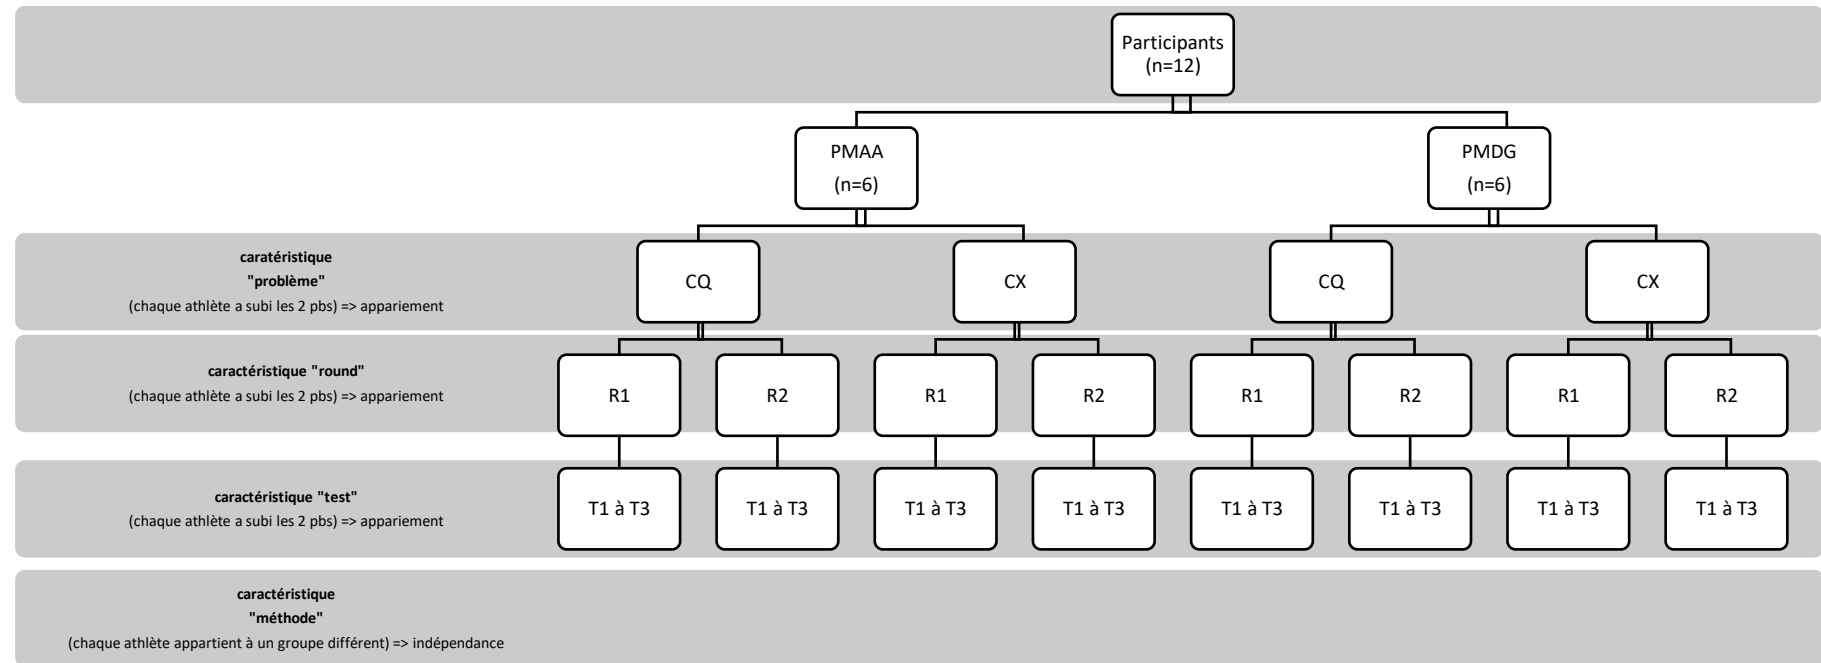 Participants
(n=12)
PMAA
(n=6)
PMDG
(n=6)
caratéristique
"problème"
(chaque athlète a subi les 2 pbs) => appariement
CQ
CX
CQ
CX
caractéristique "round"
(chaque athlète a subi les 2 pbs) => appariement
R1
R2
R1
R2
R1
R2
R1
R2
caractéristique "test"
(chaque athlète a subi les 2 pbs) => appariement
T1 à T3
T1 à T3
T1 à T3
T1 à T3
T1 à T3
T1 à T3
T1 à T3
T1 à T3
caractéristique
"méthode"
(chaque athlète appartient à un groupe différent) => indépendance